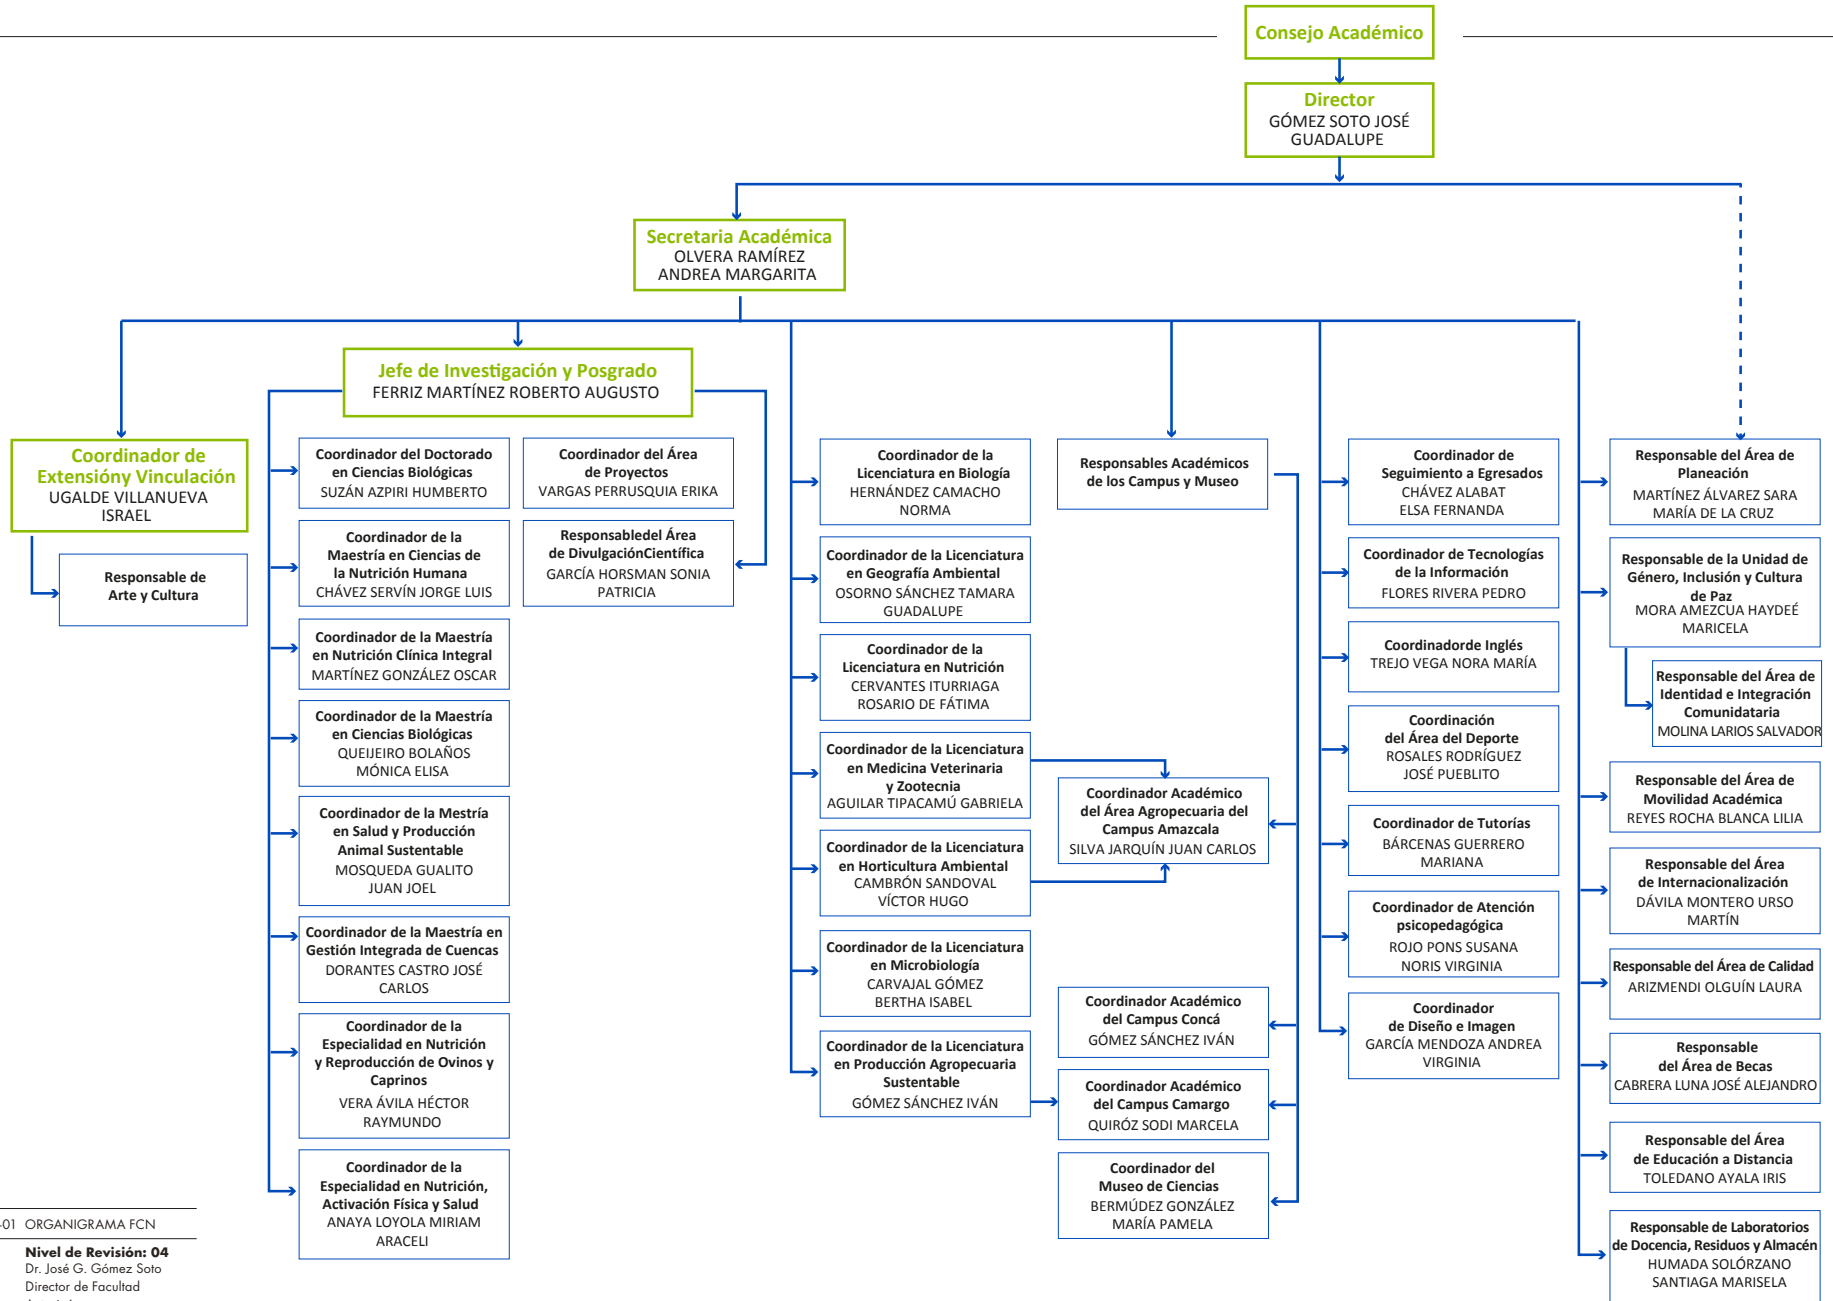 Consejo Académico
Director
GÓMEZ SOTO JOSÉ
GUADALUPE
Secretaria Académica
OLVERA RAMÍREZ
ANDREA MARGARITA
Jefe de Investigación y Posgrado
FERRIZ MARTÍNEZ ROBERTO AUGUSTO
Coordinador de
Extensióny Vinculación
UGALDE VILLANUEVA
ISRAEL
Responsable de
Arte y Cultura
Coordinador del Doctorado
en Ciencias Biológicas
SUZÁN AZPIRI HUMBERTO
Coordinador de la
Maestría en Ciencias de
la Nutrición Humana
CHÁVEZ SERVÍN JORGE LUIS
Coordinador de la Maestría
en Nutrición Clínica Integral
MARTÍNEZ GONZÁLEZ OSCAR
Coordinador de la Maestría
en Ciencias Biológicas
QUEIJEIRO BOLAÑOS
MÓNICA ELISA
Coordinador de la Mestría
en Salud y Producción
Animal Sustentable
MOSQUEDA GUALITO
JUAN JOEL
Coordinador de la Maestría en
Gestión Integrada de Cuencas
DORANTES CASTRO JOSÉ
CARLOS
Coordinador de la
Especialidad en Nutrición
y Reproducción de Ovinos y
Caprinos
VERA ÁVILA HÉCTOR
RAYMUNDO
Coordinador de la
Especialidad en Nutrición,
Activación Física y Salud
ANAYA LOYOLA MIRIAM
ARACELI
Coordinador del Área
de Proyectos
VARGAS PERRUSQUIA ERIKA
Responsabledel Área
de DivulgaciónCientífica
GARCÍA HORSMAN SONIA
PATRICIA
Coordinador de la
Licenciatura en Biología
HERNÁNDEZ CAMACHO
NORMA
Coordinador de la Licenciatura
en Geografía Ambiental
OSORNO SÁNCHEZ TAMARA
GUADALUPE
Coordinador de la
Licenciatura en Nutrición
CERVANTES ITURRIAGA
ROSARIO DE FÁTIMA
Coordinador de la Licenciatura
en Medicina Veterinaria
y Zootecnia
AGUILAR TIPACAMÚ GABRIELA
Coordinador de la Licenciatura
en Horticultura Ambiental
CAMBRÓN SANDOVAL
VÍCTOR HUGO
Coordinador de la Licenciatura
en Microbiología
CARVAJAL GÓMEZ
BERTHA ISABEL
Coordinador de la Licenciatura
en Producción Agropecuaria
Sustentable
GÓMEZ SÁNCHEZ IVÁN
Responsables Académicos
de los Campus y Museo
Coordinador Académico
del Área Agropecuaria del
Campus Amazcala
SILVA JARQUÍN JUAN CARLOS
Coordinador Académico
del Campus Concá
GÓMEZ SÁNCHEZ IVÁN
Coordinador Académico
del Campus Camargo
QUIRÓZ SODI MARCELA
Coordinador del
Museo de Ciencias
BERMÚDEZ GONZÁLEZ
MARÍA PAMELA
Coordinador de
Seguimiento a Egresados
CHÁVEZ ALABAT
ELSA FERNANDA
Coordinador de Tecnologías
de la Información
FLORES RIVERA PEDRO
Coordinadorde Inglés
TREJO VEGA NORA MARÍA
Coordinación
del Área del Deporte
ROSALES RODRÍGUEZ
JOSÉ PUEBLITO
Coordinador de Tutorías
BÁRCENAS GUERRERO
MARIANA
Coordinador de Atención
psicopedagógica
ROJO PONS SUSANA
NORIS VIRGINIA
Coordinador
de Diseño e Imagen
GARCÍA MENDOZA ANDREA
VIRGINIA
Responsable del Área de
Planeación
MARTÍNEZ ÁLVAREZ SARA
MARÍA DE LA CRUZ
Responsable de la Unidad de
Género, Inclusión y Cultura
de Paz
MORA AMEZCUA HAYDEÉ
MARICELA
Responsable del Área de
Identidad e Integración
Comunidataria
MOLINA LARIOS SALVADOR
Responsable del Área de
Movilidad Académica
REYES ROCHA BLANCA LILIA
Responsable del Área
de Internacionalización
DÁVILA MONTERO URSO
MARTÍN
Responsable del Área de Calidad
ARIZMENDI OLGUÍN LAURA
Responsable
del Área de Becas
CABRERA LUNA JOSÉ ALEJANDRO
Responsable del Área
de Educación a Distancia
TOLEDANO AYALA IRIS
Responsable de Laboratorios
de Docencia, Residuos y Almacén
HUMADA SOLÓRZANO
SANTIAGA MARISELA
-01 ORGANIGRAMA FCN
Nivel de Revisión: 04
Dr. José G. Gómez Soto
Director de Facultad